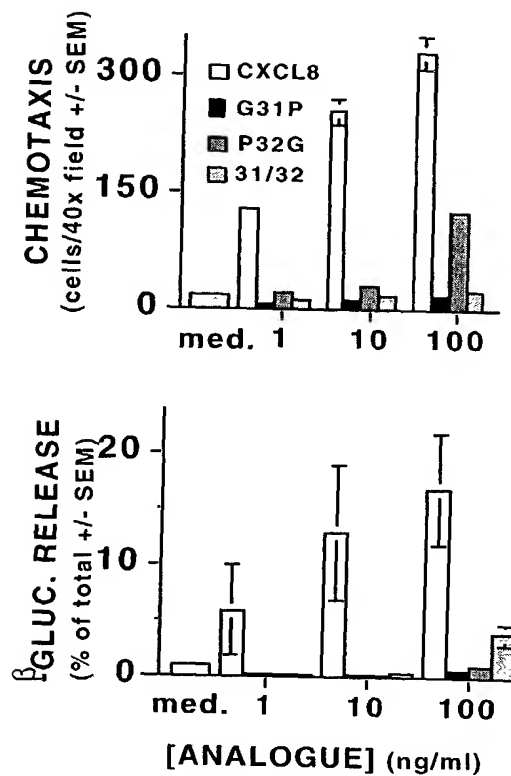 CHEMOTAXIS
(cells/40x field +/- SEM)
300
150
0
CXCL8
G31P
P32G
31/32
med. 1 10 100
βGLUC. RELEASE
(% of total +/- SEM)
20
10
0
med. 1 10 100
[ANALOGUE] (ng/ml)